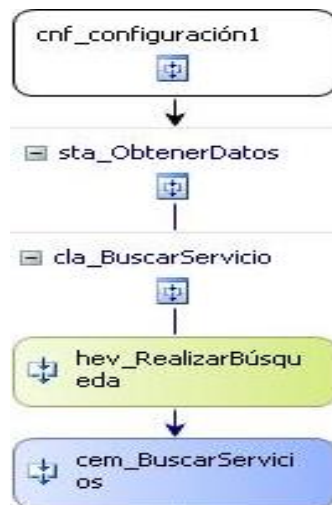 cnf_configuración1
sta_ObtenerDatos
cla_BuscarServicio
hev_RealizarBúsqu
eda
cem_BuscarServici
os